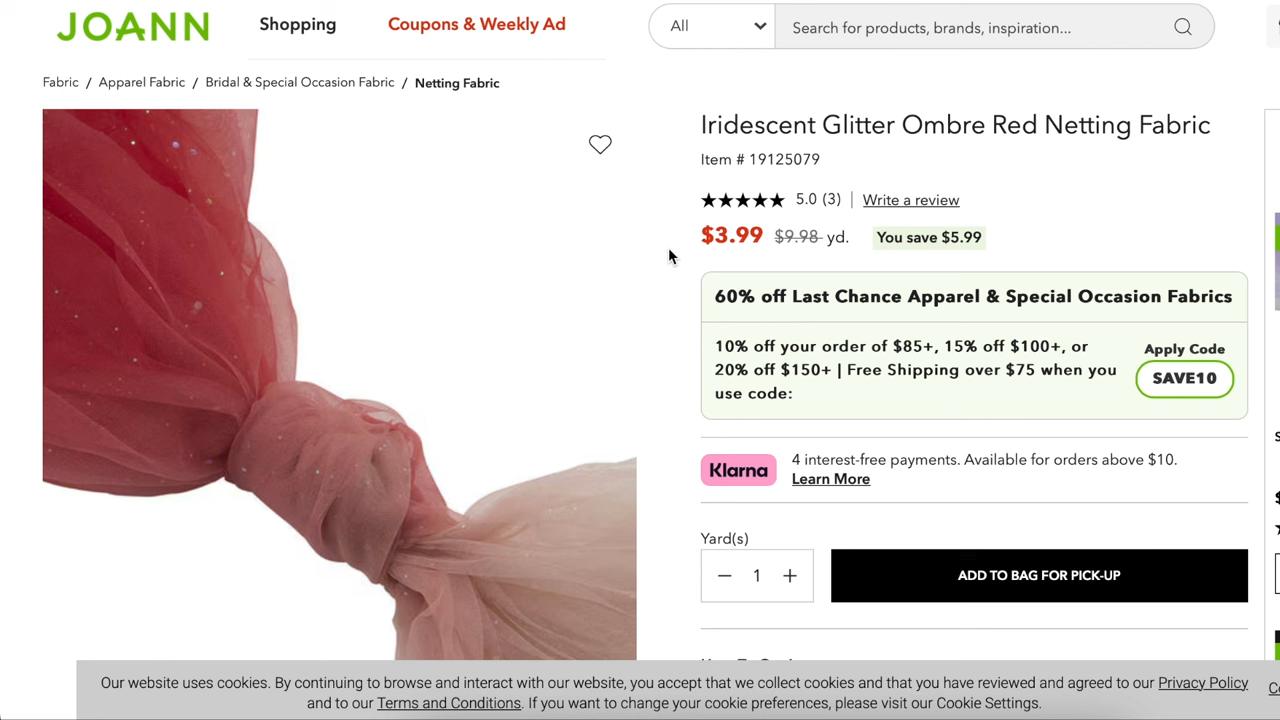 JOANN
Shopping
Coupons & Weekly Ad
All
Search for products, brands, inspiration...
Fabric / Apparel Fabric / Bridal & Special Occasion Fabric / Netting Fabric
Iridescent Glitter Ombre Red Netting Fabric
Item # 19125079
5.0 (3) | Write a review
$3.99 $9.98 yd. You save $5.99
60% off Last Chance Apparel & Special Occasion Fabrics
10% off your order of $85+, 15% off $100+, or
20% off $150+ | Free Shipping over $75 when you
use code:
Apply Code
SAVE10
Klarna
4 interest-free payments. Available for orders above $10.
Learn More
Yard(s)
− 1 +
ADD TO BAG FOR PICK-UP
Our website uses cookies. By continuing to browse and interact with our website, you accept that we collect cookies and that you have reviewed and agreed to our Privacy Policy
and to our Terms and Conditions. If you want to change your cookie preferences, please visit our Cookie Settings.